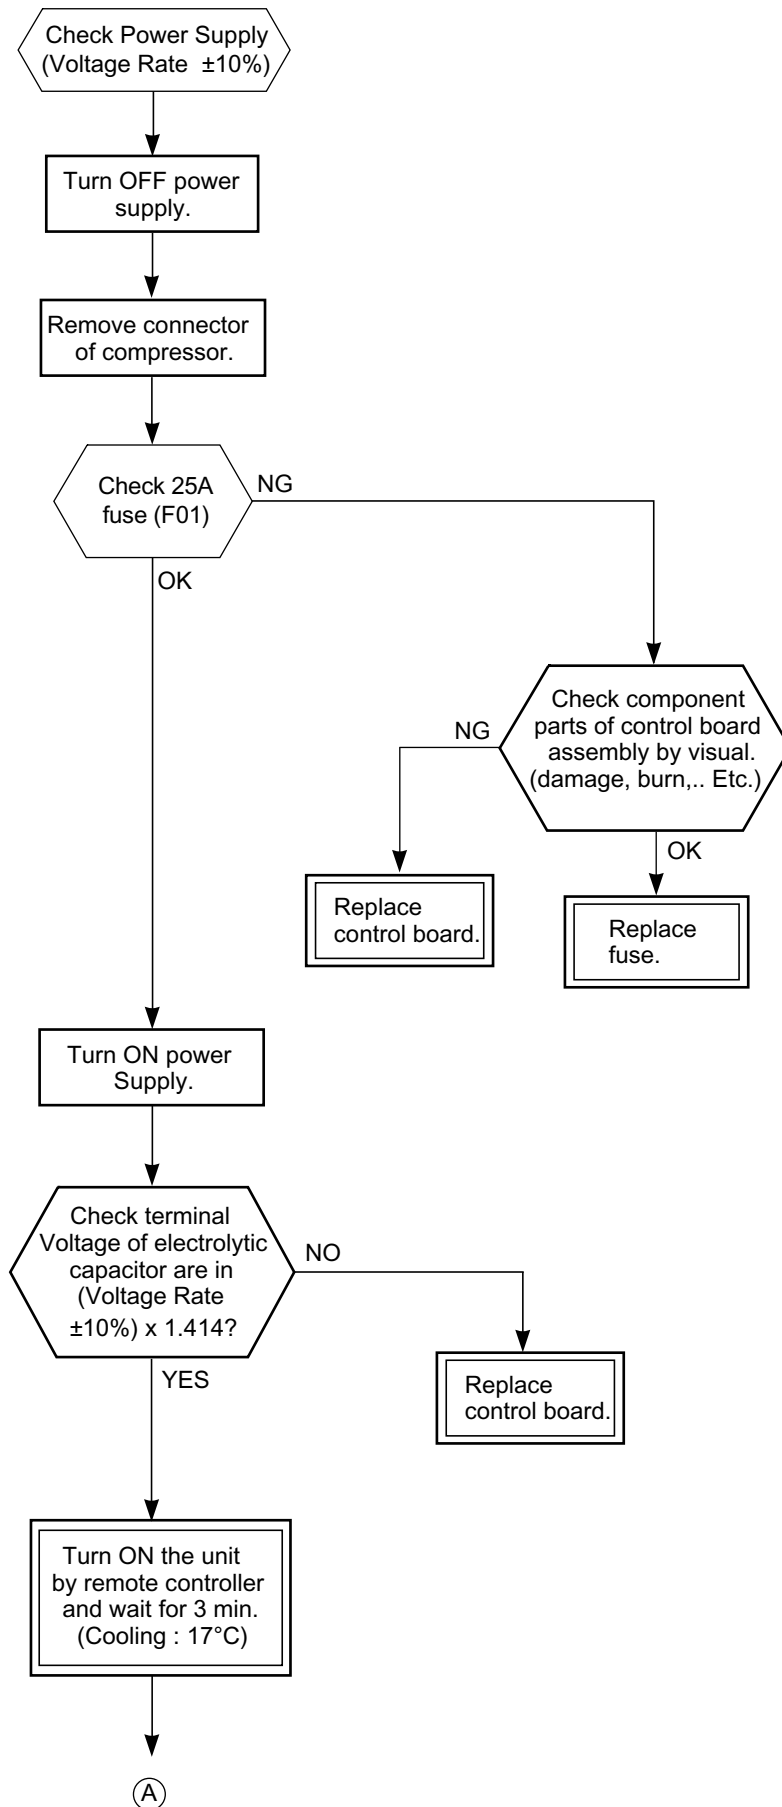 Check Power Supply
(Voltage Rate ±10%)
Turn OFF power
supply.
Remove connector
of compressor.
Check 25A
fuse (F01)
NG
OK
Check component
parts of control board
assembly by visual.
(damage, burn,.. Etc.)
NG
OK
Replace
control board.
Replace
fuse.
Turn ON power
Supply.
Check terminal
Voltage of electrolytic
capacitor are in
(Voltage Rate
±10%) x 1.414?
NO
YES
Replace
control board.
Turn ON the unit
by remote controller
and wait for 3 min.
(Cooling : 17°C)
A